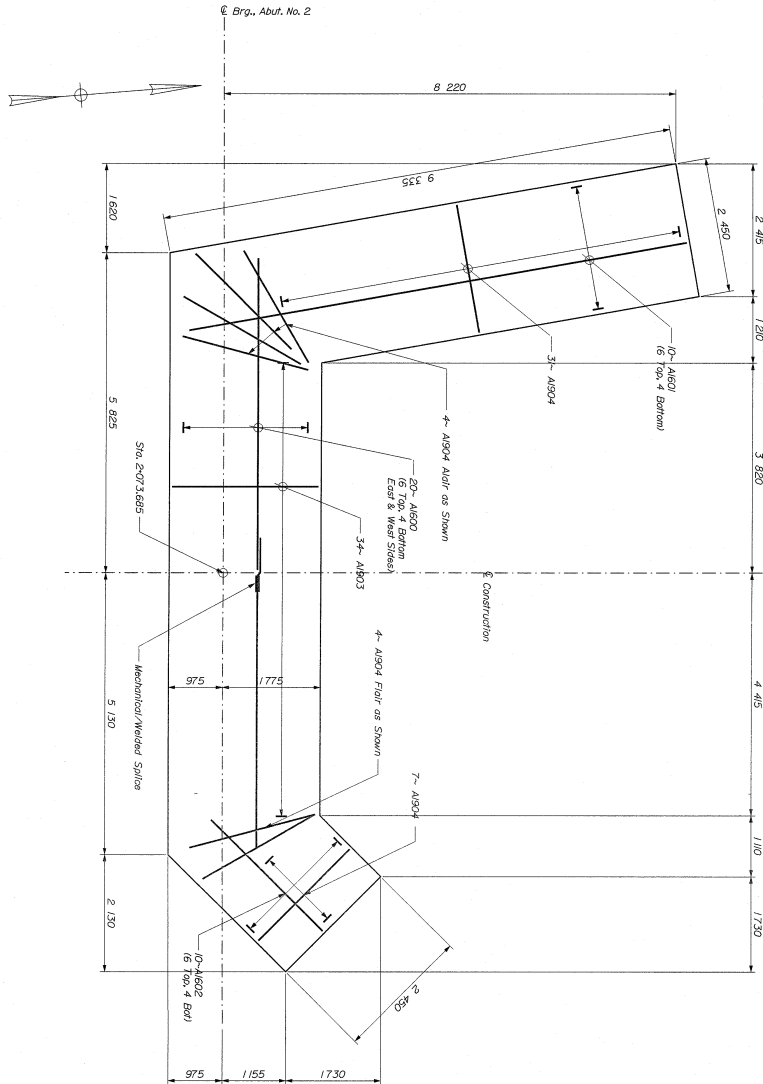 ℄ Brg., Abut. No. 2
8 220
9 335
2 450
1 620
2 415
1 210
10~ A1601
(6 Top, 4 Bottom)
31~ A1904
4~ A1904 Alair as Shown
5 825
3 820
20~ A1600
(6 Top, 4 Bottom
East & West Sides)
34~ A1903
Sta. 2+073.685
℄ Construction
Mechanical/Welded Splice
975
1 775
4~ A1904 Flair as Shown
4 415
5 130
7~ A1904
1 110
2 130
1 730
10~A1602
(6 Top, 4 Bot)
2 450
975
1 155
1 730